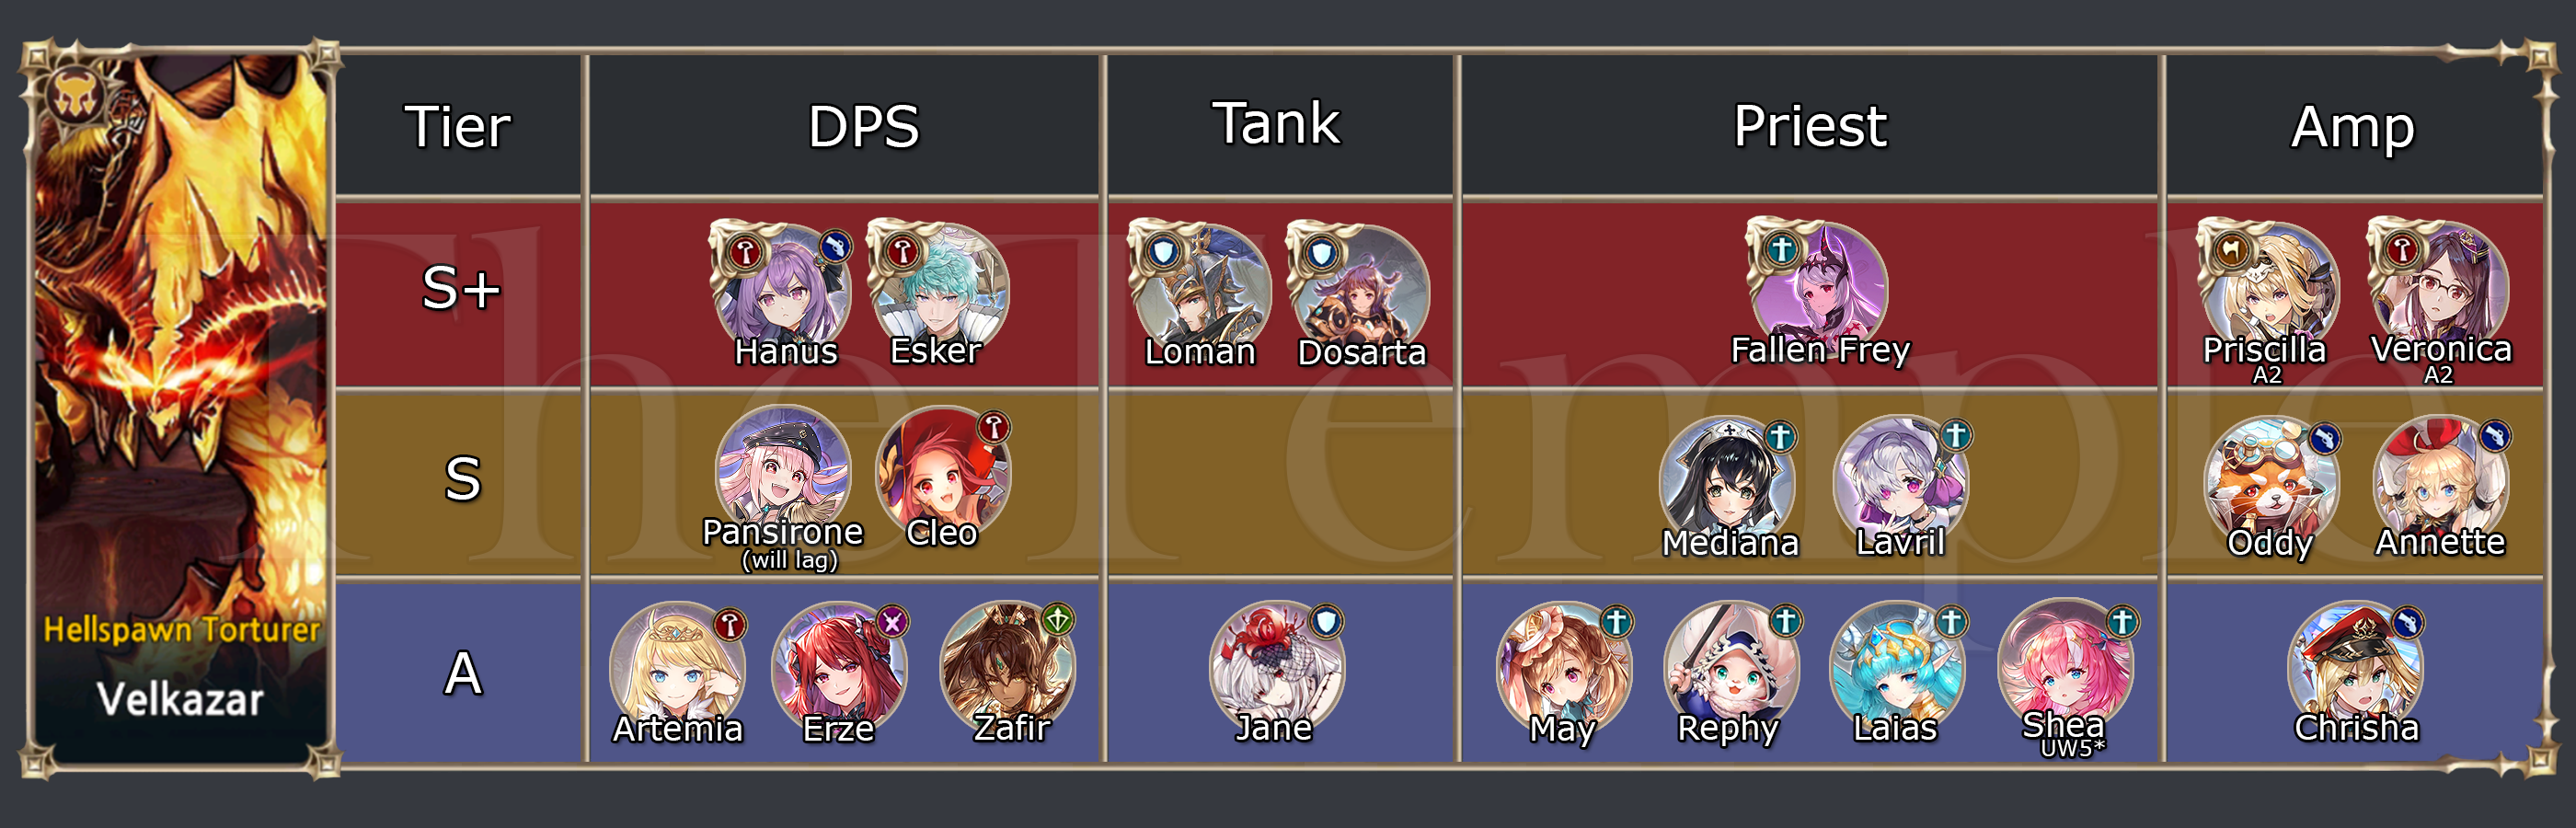 Tier
DPS
Tank
Priest
Amp
S+
Hanus
Esker
Loman
Dosarta
Fallen Frey
Priscilla
A2
Veronica
A2
S
Pansirone
(will lag)
Cleo
Mediana
Lavril
Oddy
Annette
A
Artemia
Erze
Zafir
Jane
May
Rephy
Laias
Shea
UW5*
Chrisha
Hellspawn Torturer
Velkazar
TheTemple